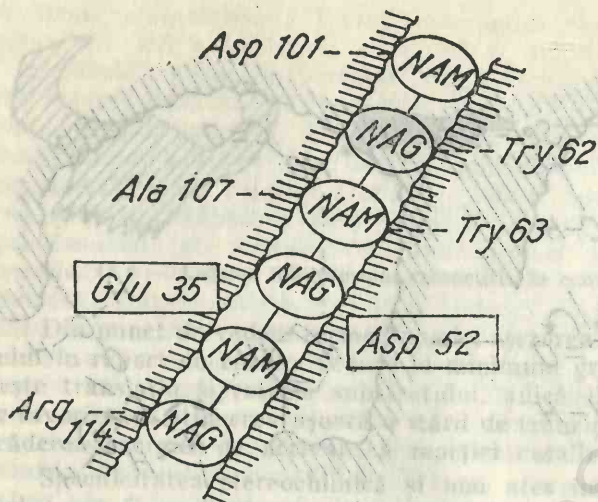 Asp 101
NAM
NAG
Try 62
Ala 107
NAM
Try 63
Glu 35
NAG
Asp 52
NAM
Arg 114
NAG